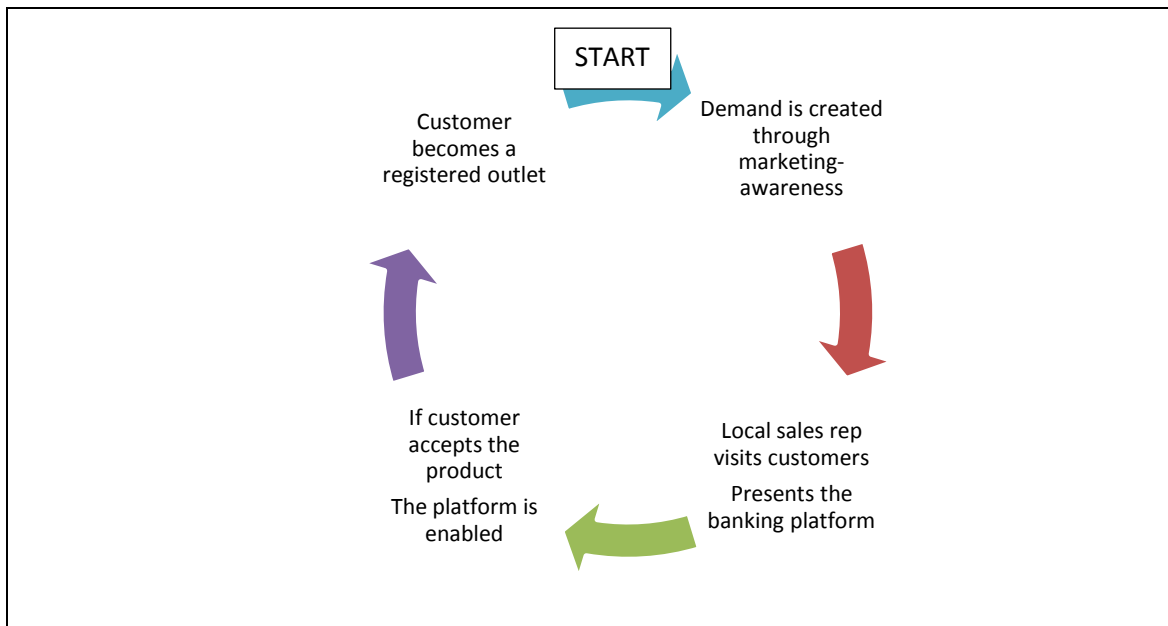 START
Demand is created
through
marketing-
awareness
Local sales rep
visits customers
Presents the
banking platform
If customer
accepts the
product
The platform is
enabled
Customer
becomes a
registered outlet